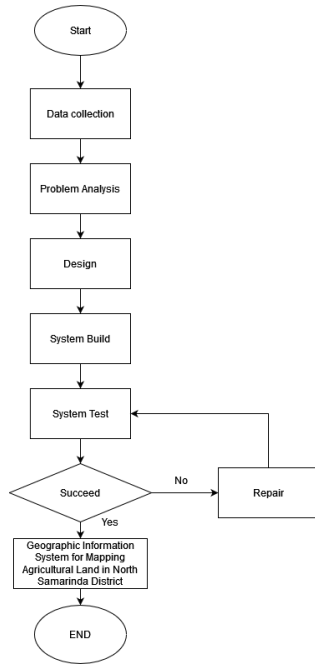 Start
Data collection
Problem Analysis
Design
System Build
System Test
Succeed
No
Repair
Yes
Geographic Information
System for Mapping
Agricultural Land in North
Samarinda District
END